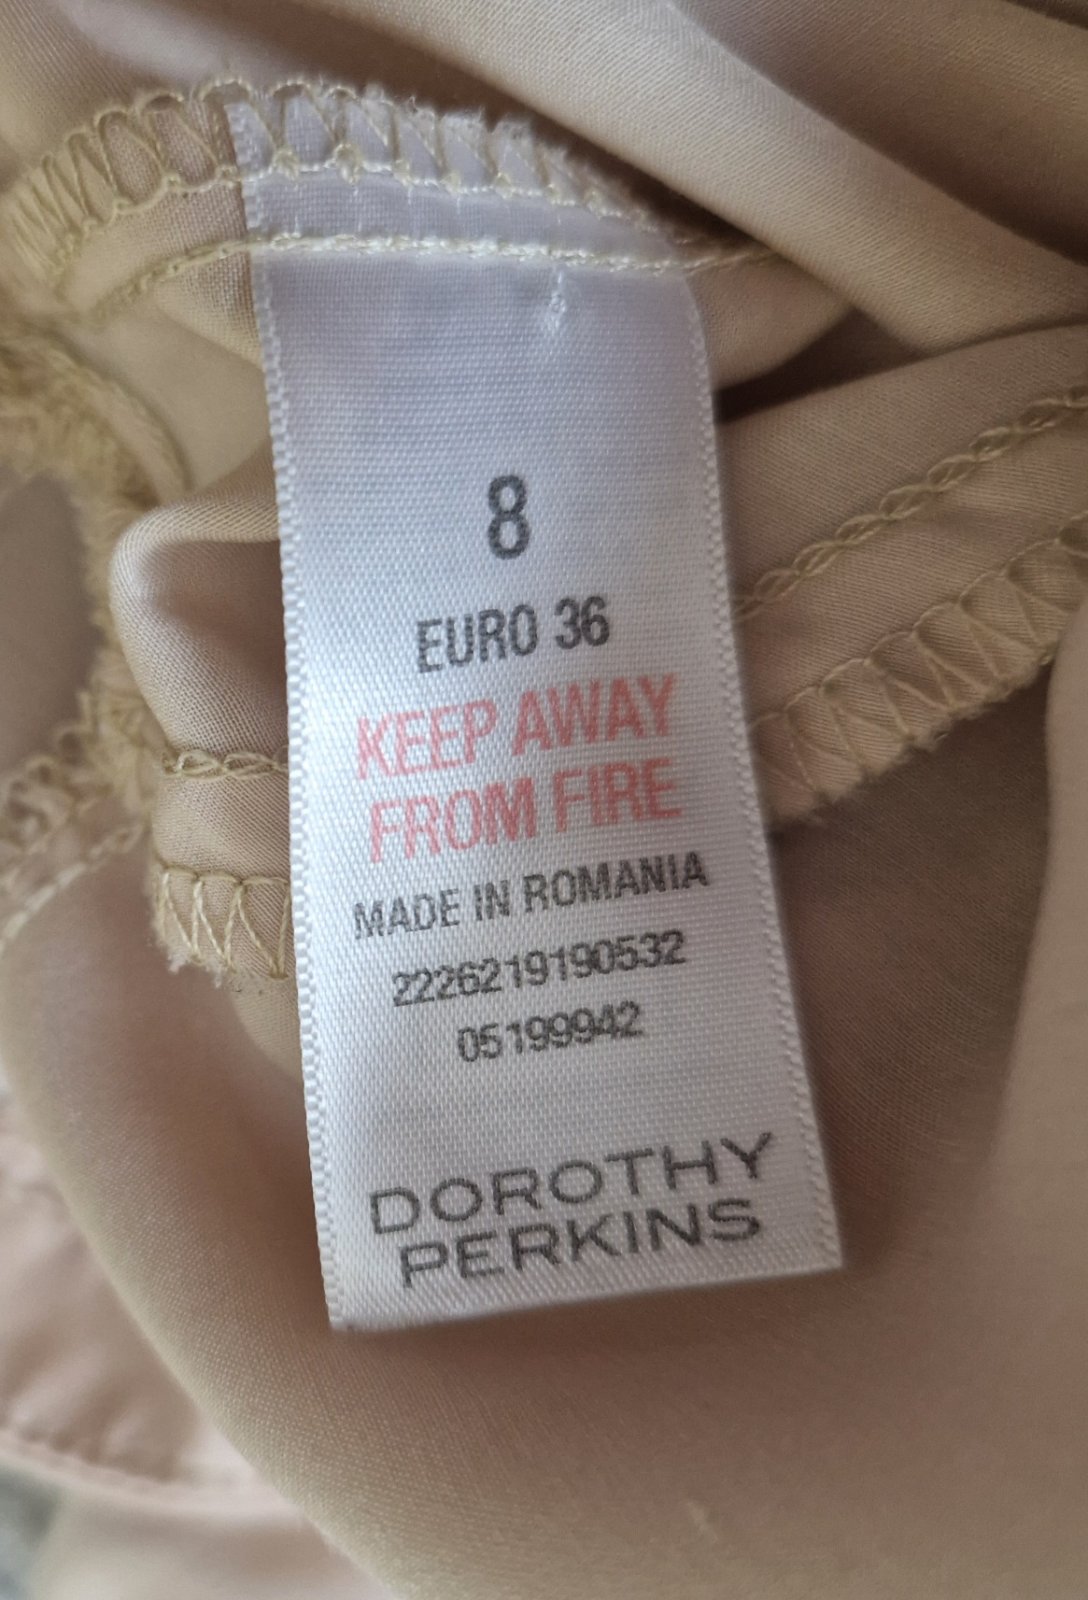 8
EURO 36
KEEP AWAY
FROM FIRE
MADE IN ROMANIA
2226219190532
05199942
DOROTHY
PERKINS